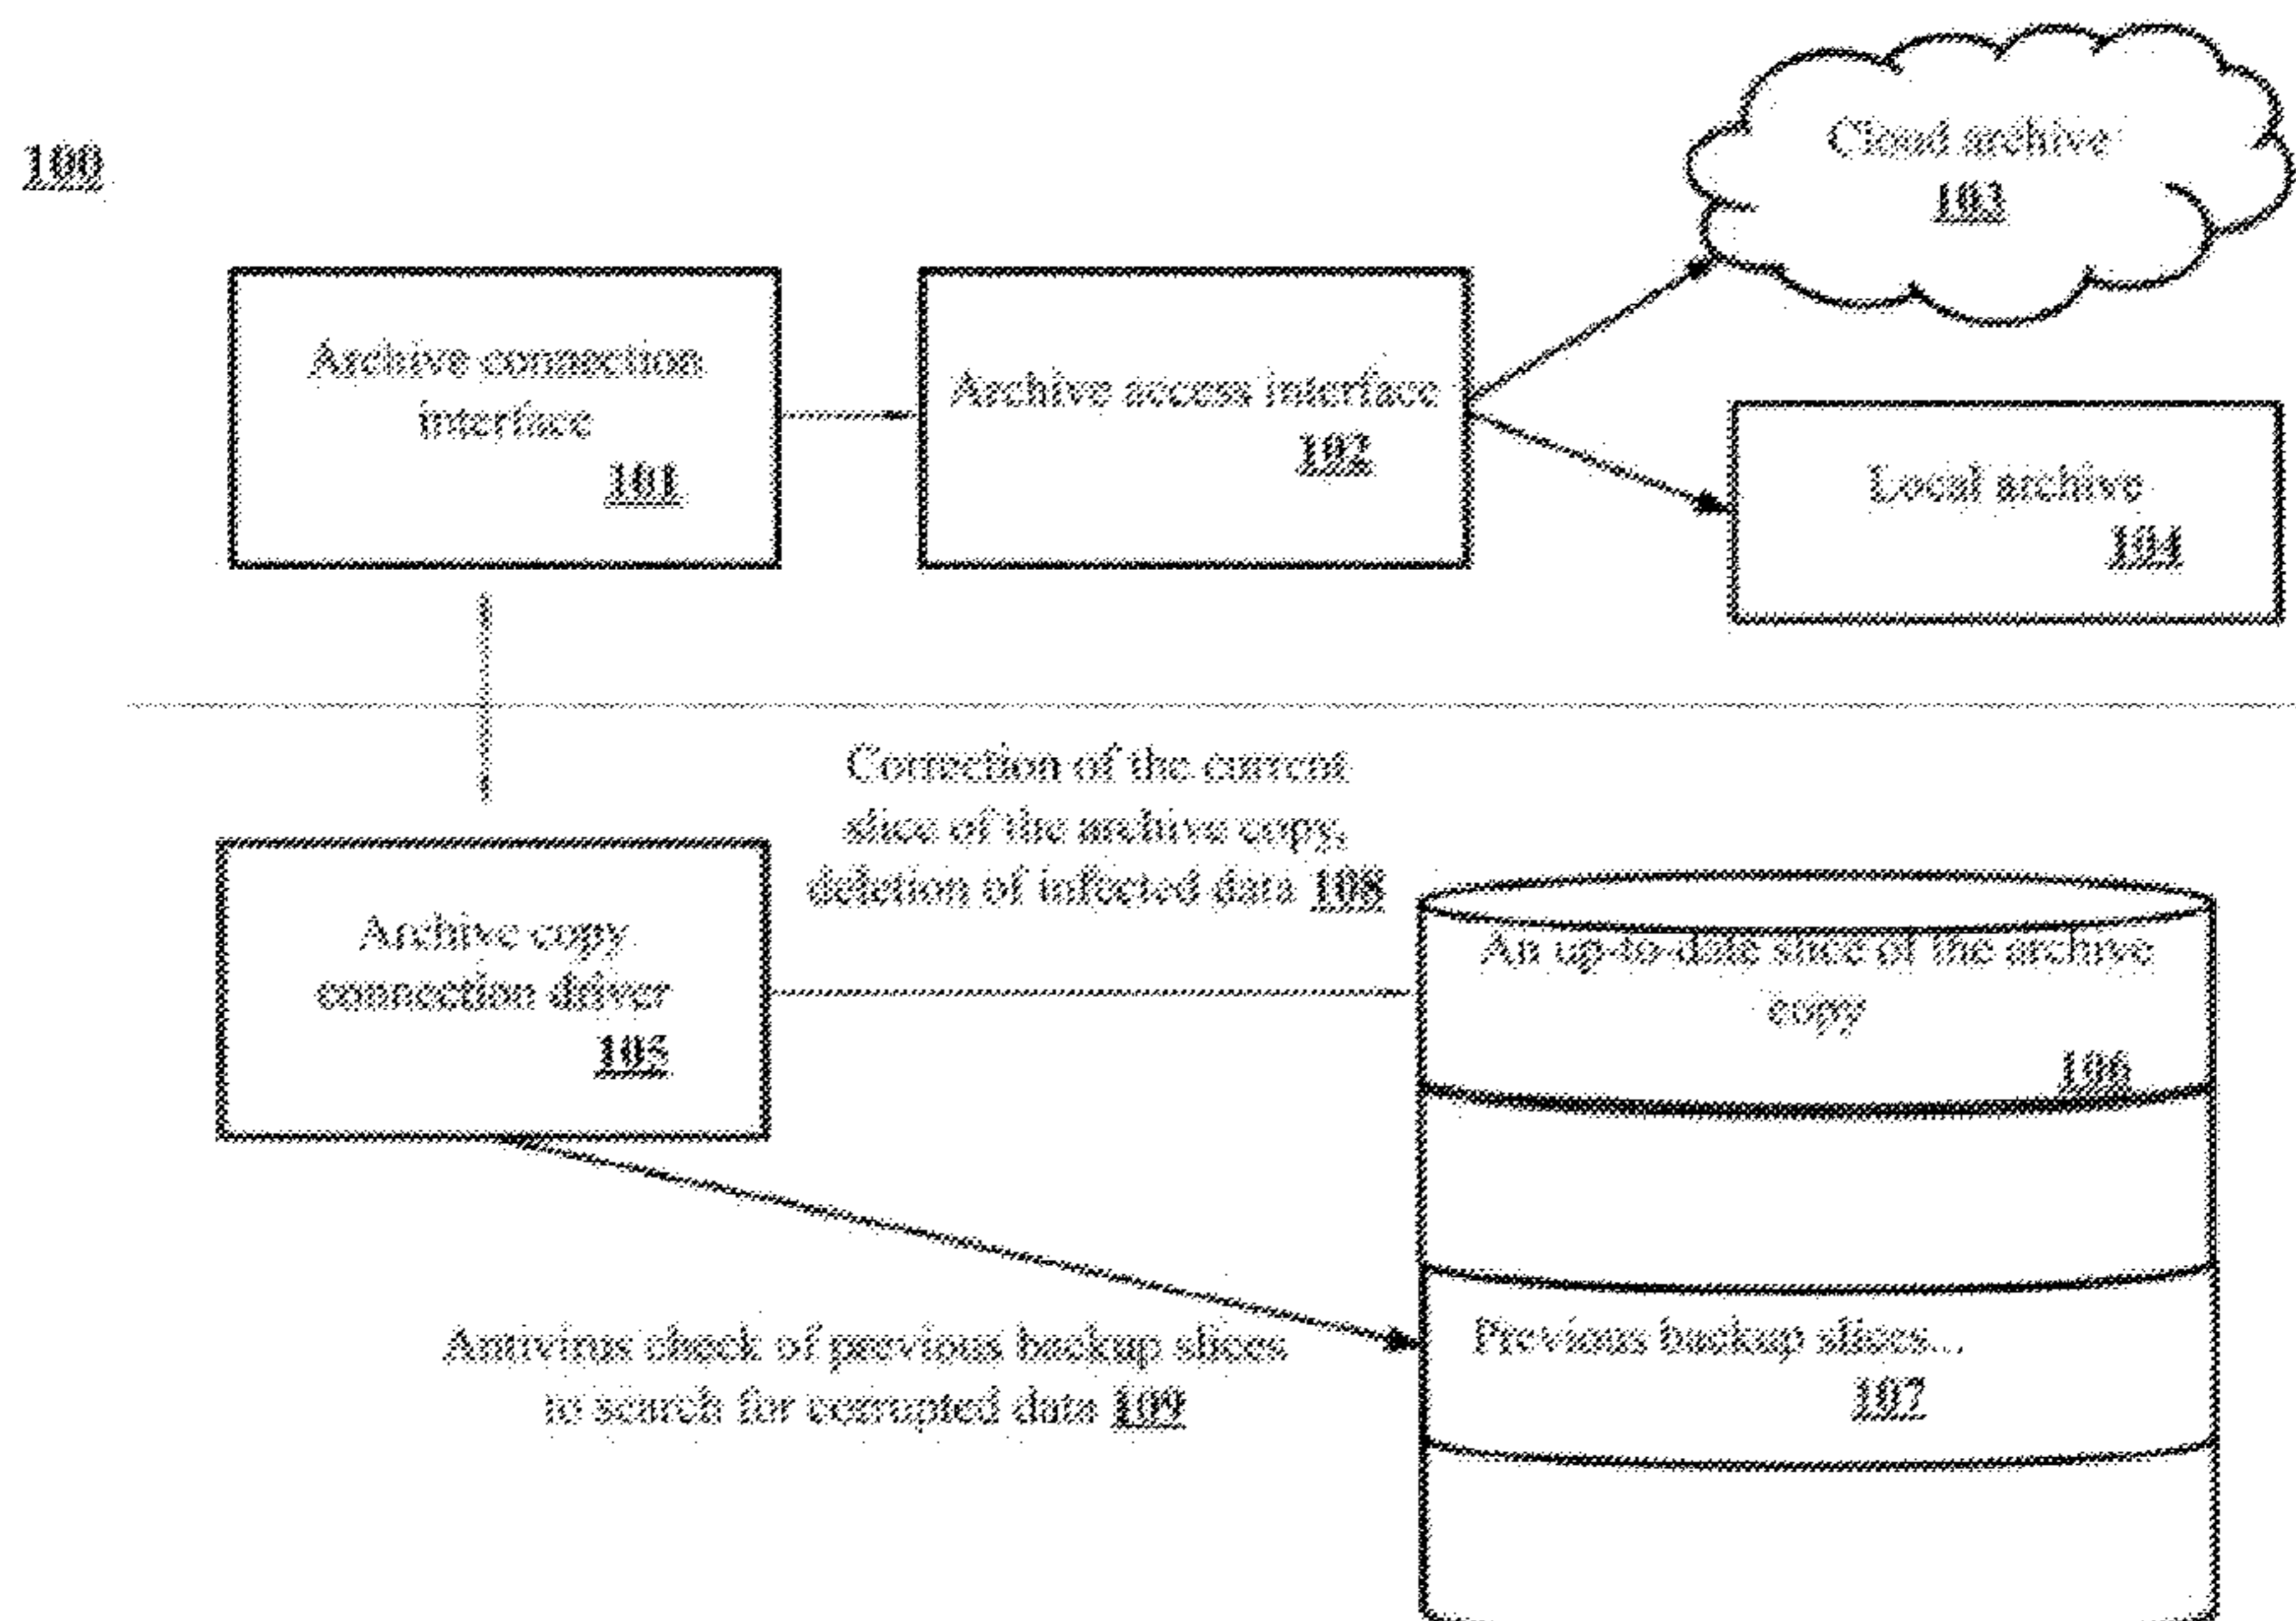 100
Cloud archive
103
Archive connection
interface
101
Archive access interface
102
Local archive
104
Correction of the current
slice of the archive copy,
deletion of infected data 108
Archive copy
connection driver
105
An up-to-date slice of the archive
copy
106
Previous backup slices...
107
Antivirus check of previous backup slices
to search for corrupted data 109